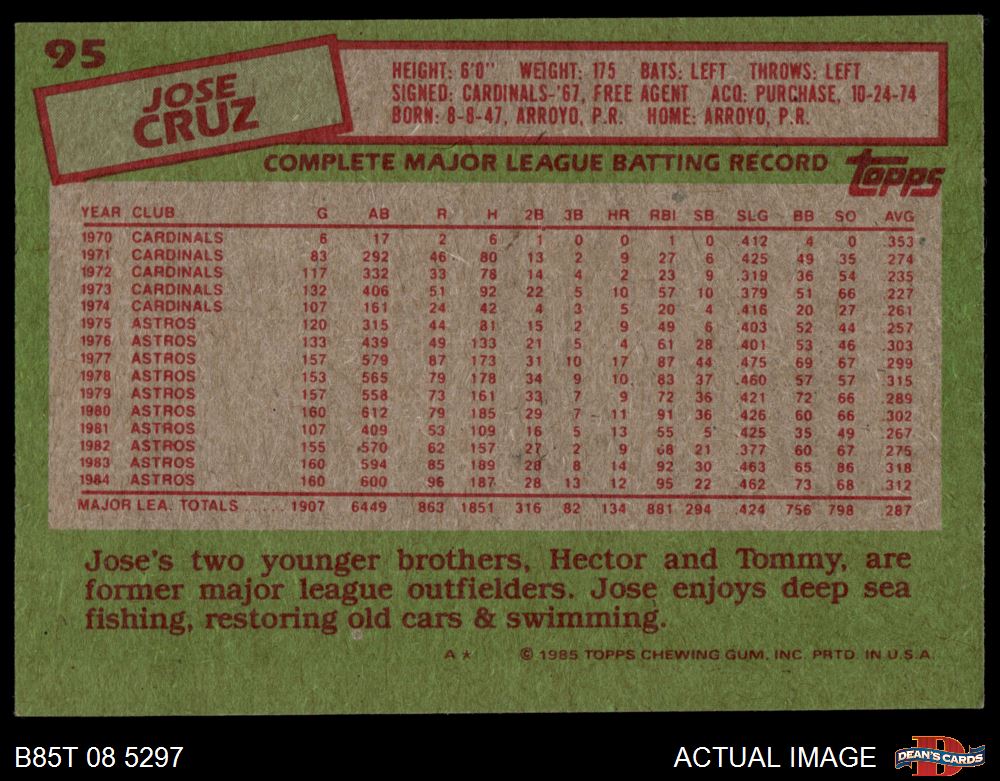 95
JOSE
CRUZ
HEIGHT: 6'0" WEIGHT: 175 BATS: LEFT THROWS: LEFT
SIGNED: CARDINALS-'67, FREE AGENT ACQ: PURCHASE, 10-24-74
BORN: 8-8-47, ARROYO, P.R. HOME: ARROYO, P.R.
COMPLETE MAJOR LEAGUE BATTING RECORD
topps
YEAR CLUB G AB R H 2B 3B HR RBI SB SLG BB SO AVG
1970 CARDINALS 6 17 2 6 1 0 0 1 0 .412 4 0 .353
1971 CARDINALS 83 292 46 80 13 2 9 27 6 .425 49 35 .274
1972 CARDINALS 117 332 33 78 14 4 2 23 9 .319 36 54 .235
1973 CARDINALS 132 406 51 92 22 5 10 57 10 .379 51 66 .227
1974 CARDINALS 107 161 24 42 4 3 5 20 4 .416 20 27 .261
1975 ASTROS 120 315 44 81 15 2 9 49 6 .403 52 44 .257
1976 ASTROS 133 439 49 133 21 5 4 61 28 .401 53 46 .303
1977 ASTROS 157 579 87 173 31 10 17 87 44 .475 69 67 .299
1978 ASTROS 153 565 79 178 34 9 10 83 37 .460 57 57 .315
1979 ASTROS 157 558 73 161 33 7 9 72 36 .421 72 66 .289
1980 ASTROS 160 612 79 185 29 7 11 91 36 .426 60 66 .302
1981 ASTROS 107 409 53 109 16 5 13 55 5 .425 35 49 .267
1982 ASTROS 155 570 62 157 27 2 9 68 21 .377 60 67 .275
1983 ASTROS 160 594 85 189 28 8 14 92 30 .463 65 86 .318
1984 ASTROS 160 600 96 187 28 13 12 95 22 .462 73 68 .312
MAJOR LEA. TOTALS ...... 1907 6449 863 1851 316 82 134 881 294 .424 756 798 .287
Jose's two younger brothers, Hector and Tommy, are
former major league outfielders. Jose enjoys deep sea
fishing, restoring old cars & swimming.
A * © 1985 TOPPS CHEWING GUM, INC. PRTD. IN U.S.A.
B85T 08 5297 ACTUAL IMAGE
D
DEAN'S CARDS